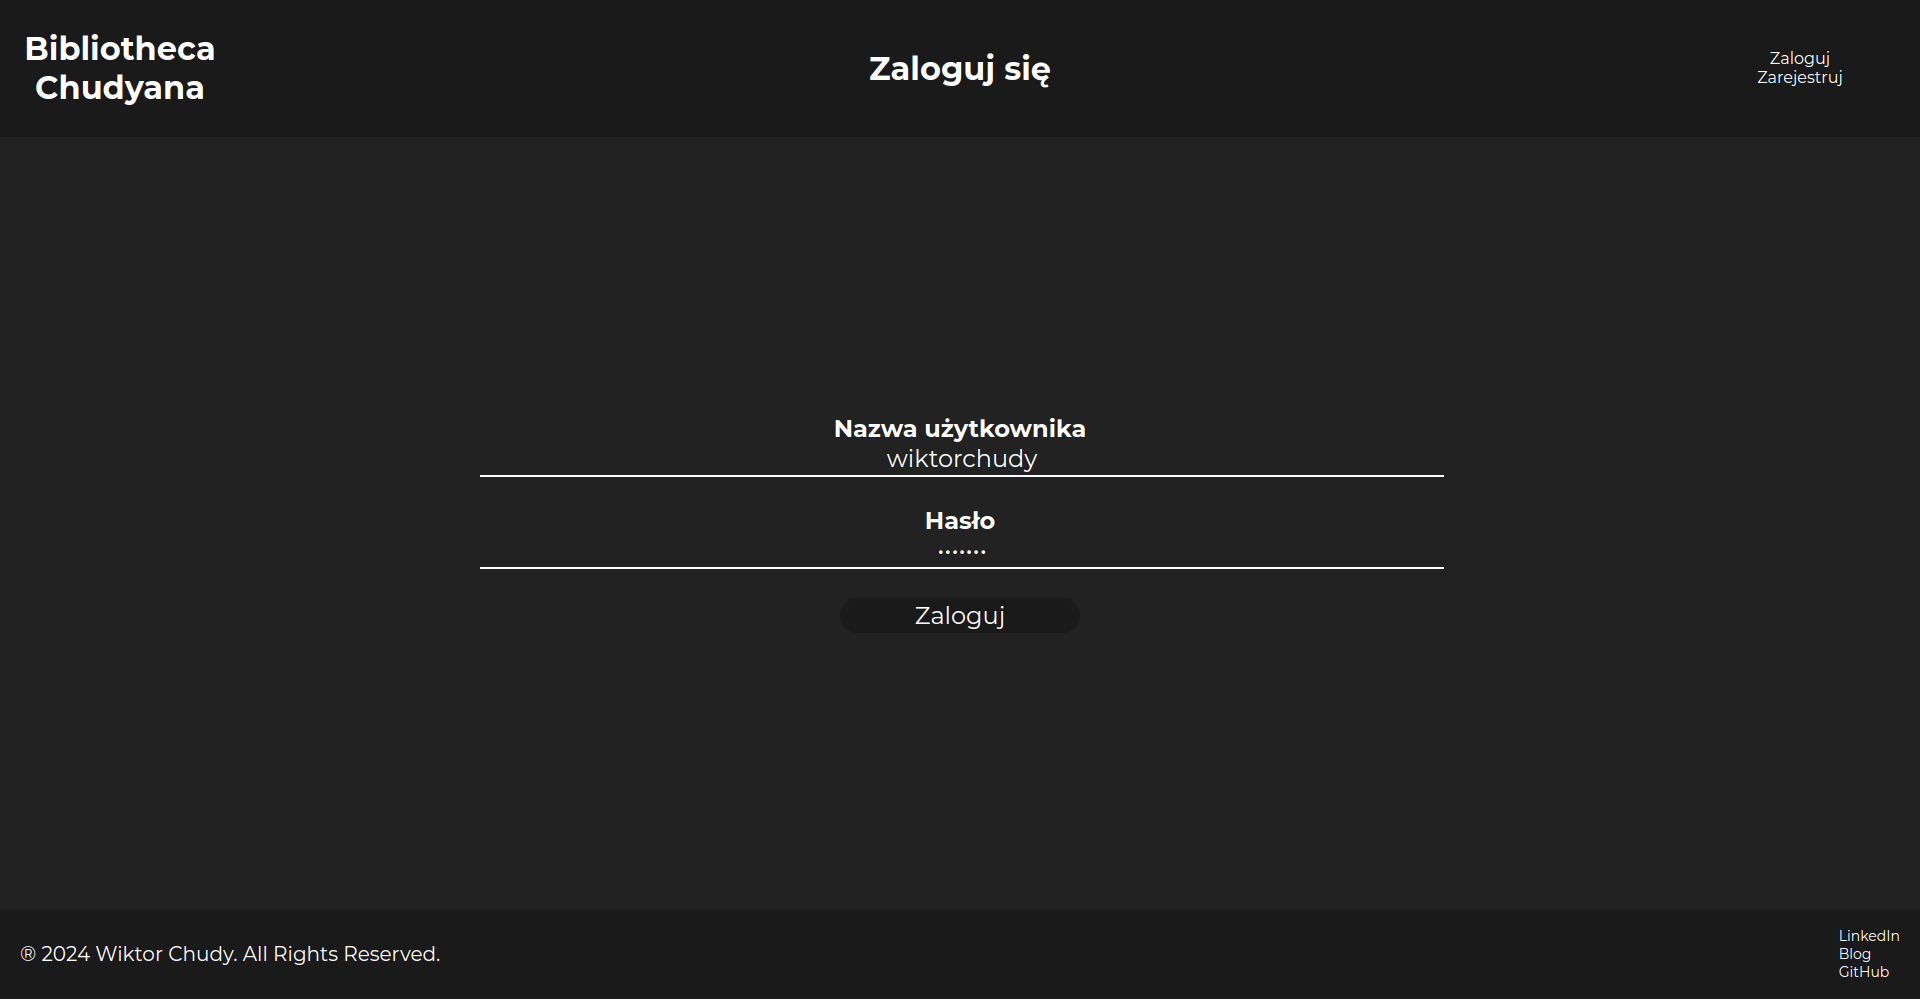 Bibliotheca
Chudyana
Zaloguj się
Zaloguj
Zarejestruj
Nazwa użytkownika
wiktorchudy
Hasło
•••••••
Zaloguj
® 2024 Wiktor Chudy. All Rights Reserved.
LinkedIn
Blog
GitHub